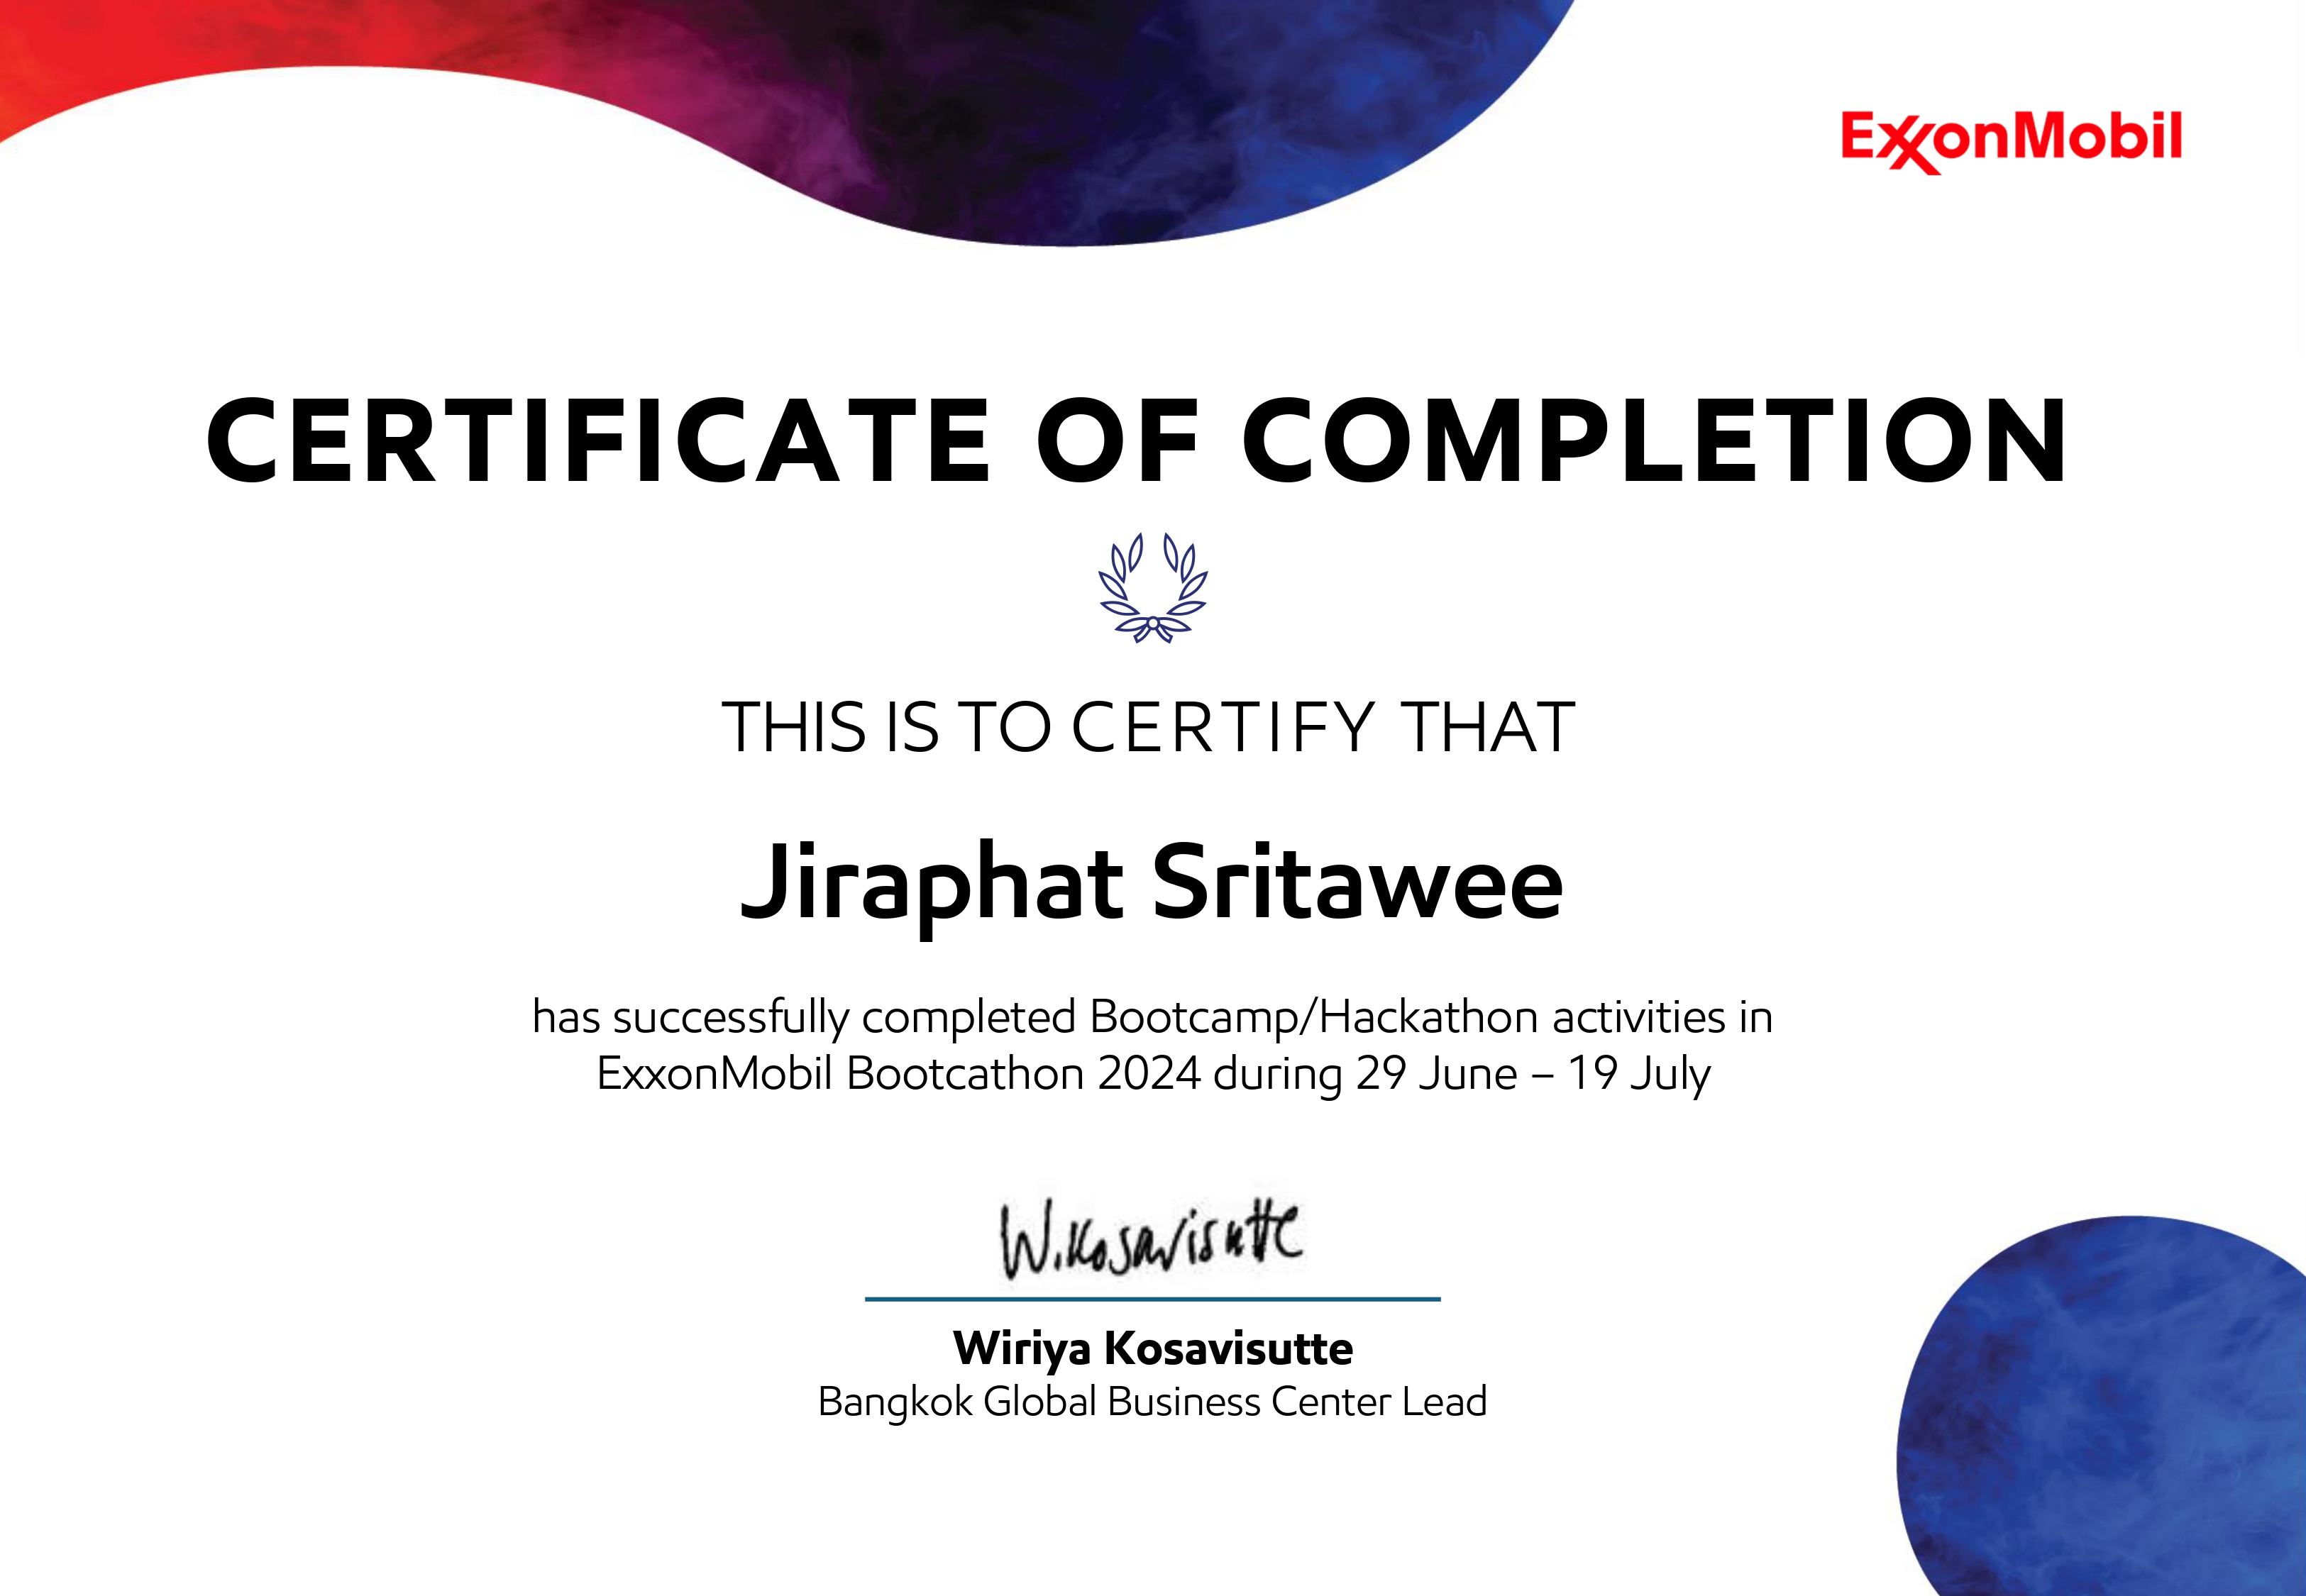 ExxonMobil
CERTIFICATE OF COMPLETION
THIS IS TO CERTIFY THAT
Jiraphat Sritawee
has successfully completed Bootcamp/Hackathon activities in
ExxonMobil Bootcathon 2024 during 29 June – 19 July
W.Kosavisutte
Wiriya Kosavisutte
Bangkok Global Business Center Lead